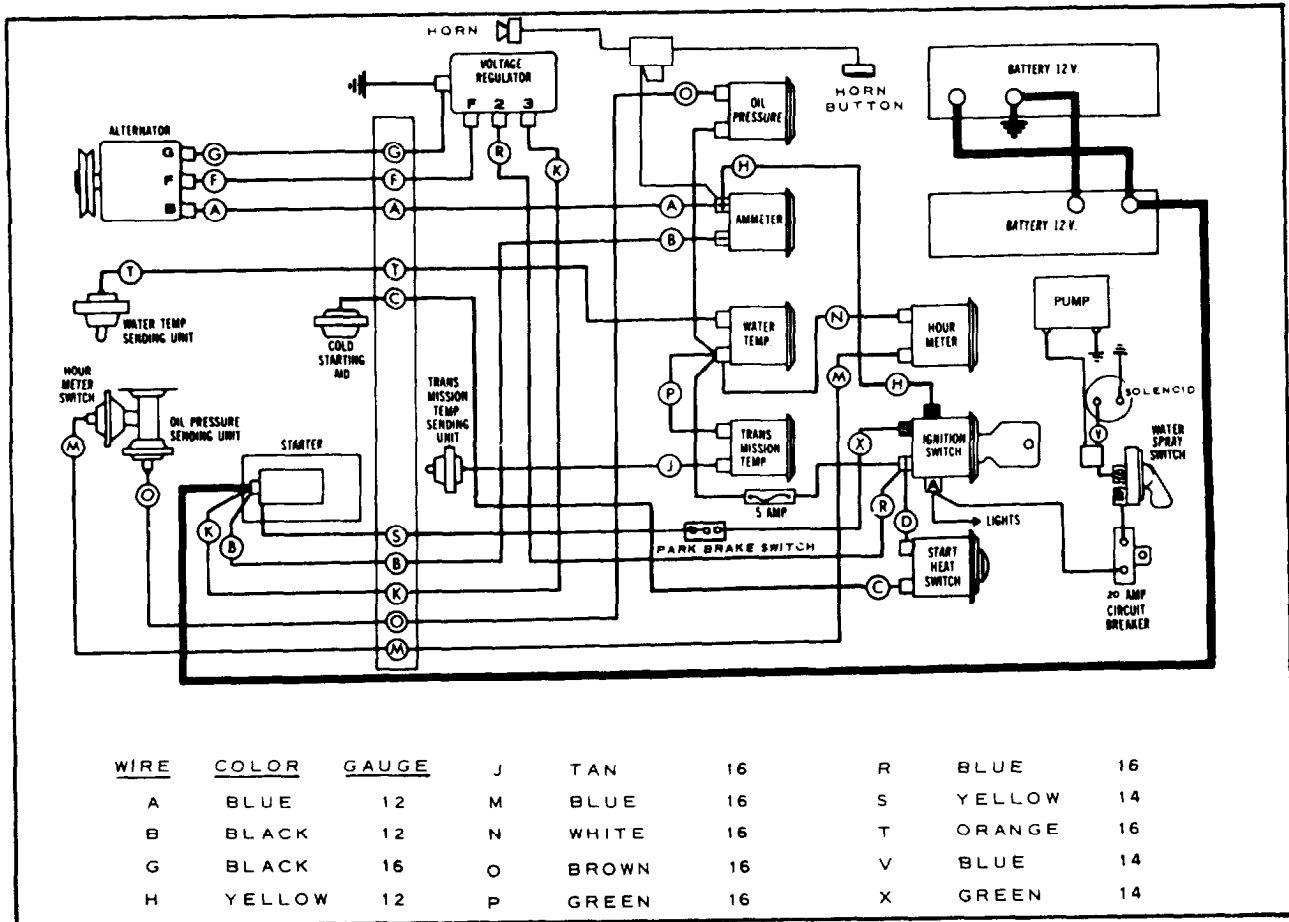 HORN
VOLTAGE
REGULATOR
F 2 3
HORN
BUTTON
OIL
PRESSURE
BATTERY 12 V.
ALTERNATOR
G
F
B
G
F
A
G
F
A
R
K
O
H
A
B
AMMETER
BATTERY 12 V.
T
T
C
WATER TEMP
SENDING UNIT
COLD
STARTING
AID
WATER
TEMP.
N
HOUR
METER
PUMP
HOUR
METER
SWITCH
OIL PRESSURE
SENDING UNIT
TRANS
MISSION
TEMP
SENDING
UNIT
P
M
H
SOLENOID
V
WATER
SPRAY
SWITCH
M
STARTER
J
TRANS
MISSION
TEMP
X
IGNITION
SWITCH
A
O
K
B
S
5 AMP
R
D
LIGHTS
PARK BRAKE SWITCH
B
K
O
M
C
START
HEAT
SWITCH
20 AMP
CIRCUIT
BREAKER
WIRE COLOR GAUGE J TAN 16 R BLUE 16
A BLUE 12 M BLUE 16 S YELLOW 14
B BLACK 12 N WHITE 16 T ORANGE 16
G BLACK 16 O BROWN 16 V BLUE 14
H YELLOW 12 P GREEN 16 X GREEN 14